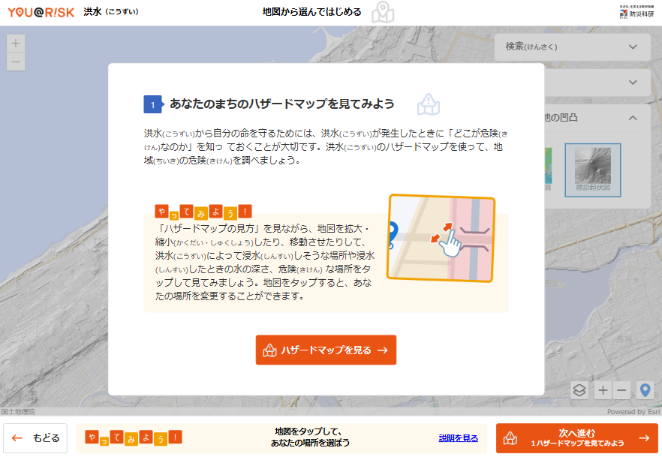 YOU@RISK 洪水(こうずい)
地図から選んではじめる
防災科研
検索(けんさく)
地の凹凸
1 あなたのまちのハザードマップを見てみよう
洪水(こうずい)から自分の命を守るためには、洪水(こうずい)が発生したときに「どこが危険(き
けん)なのか」を知っ ておくことが大切です。洪水(こうずい)のハザードマップを使って、地
域(ちいき)の危険(きけん)を調べましょう。
やってみよう!
「ハザードマップの見方」を見ながら、地図を拡大・
縮小(かくだい・しゅくしょう)したり、移動させたりして、
洪水(こうずい)によって浸水(しんすい)しそうな場所や浸水
(しんすい)したときの水の深さ、危険(きけん) な場所をタ
ップして見てみましょう。地図をタップすると、あな
たの場所を変更することができます。
ハザードマップを見る →
国土地理院
Powered by Esri
← もどる
やってみよう!
地図をタップして、
あなたの場所を選ぼう
説明を見る
次へ進む
1 ハザードマップを見てみよう
→